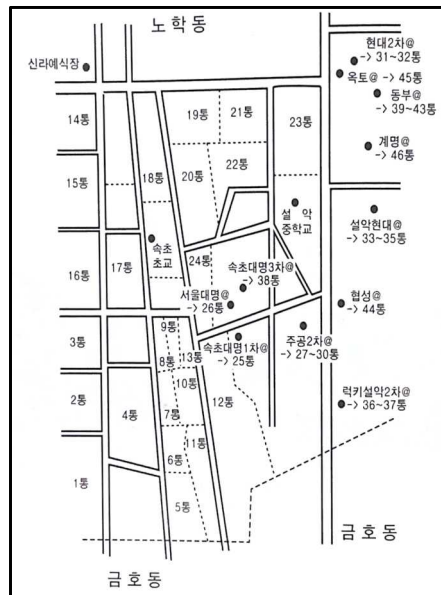 노학동
신라예식장
현대2차@
-> 31~32통
옥토@ -> 45통
동부@
-> 39~43통
계명@
-> 46통
14통
19통
21통
23통
22통
18통
20통
15통
설악
중학교
설악현대@
-> 33~35통
속초
초교
24통
17통
16통
속초대명3차@
-> 38통
서울대명@
-> 26통
협성@
-> 44통
9통
3통
8통
13통
속초대명1차@
-> 25통
주공2차@
-> 27~30통
10통
2통
4통
7통
12통
럭키설악2차@
-> 36~37통
11통
6통
1통
5통
금호동
금호동